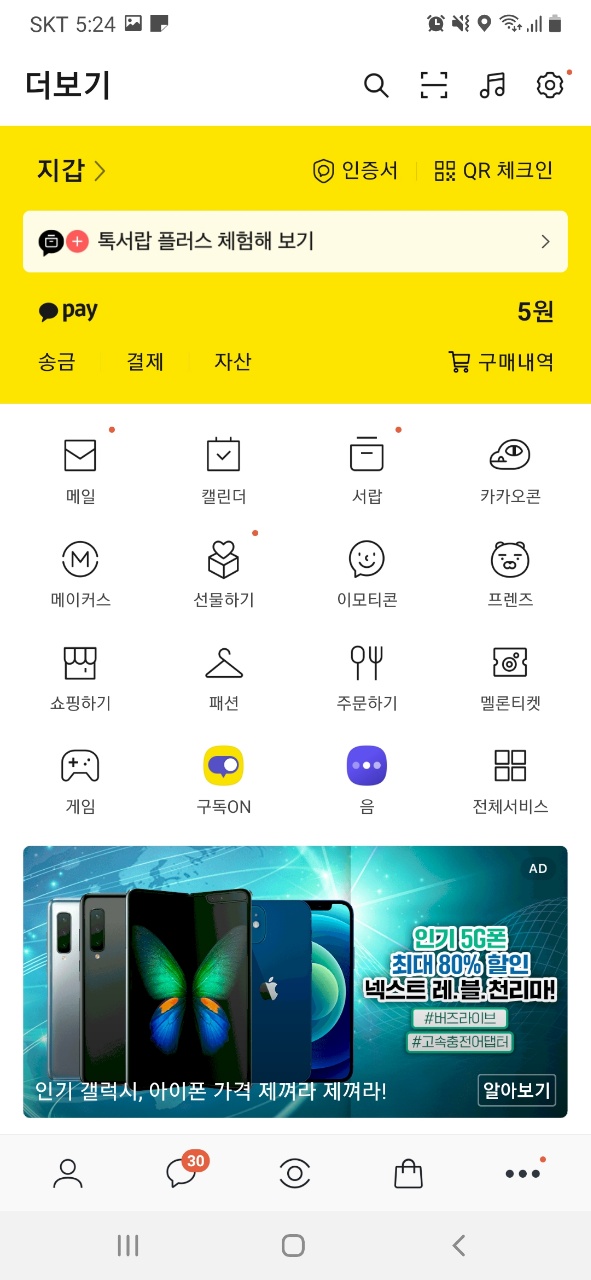 SKT 5:24
더보기
지갑
인증서
QR 체크인
톡서랍 플러스 체험해 보기
pay
5원
송금
결제
자산
구매내역
메일
캘린더
서랍
카카오콘
M
메이커스
선물하기
이모티콘
프렌즈
쇼핑하기
패션
주문하기
멜론티켓
게임
구독ON
음
전체서비스
AD
인기 5G폰
최대 80% 할인
넥스트 레.블.천리마!
#버즈라이브
#고속충전어댑터
인기 갤럭시, 아이폰 가격 제껴라 제껴라!
알아보기
30